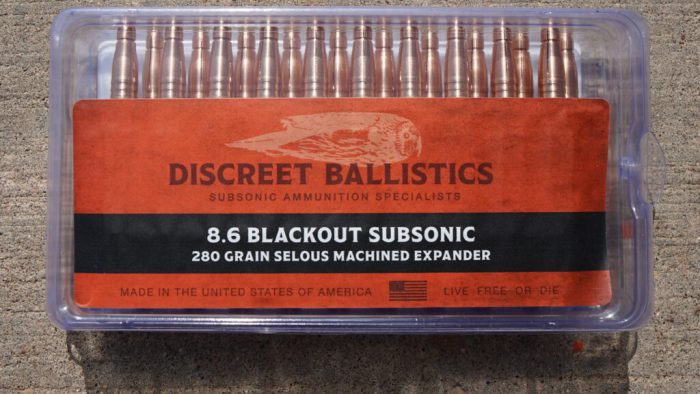 DISCREET BALLISTICS
SUBSONIC AMMUNITION SPECIALISTS
8.6 BLACKOUT SUBSONIC
280 GRAIN SELOUS MACHINED EXPANDER
MADE IN THE UNITED STATES OF AMERICA LIVE FREE OR DIE